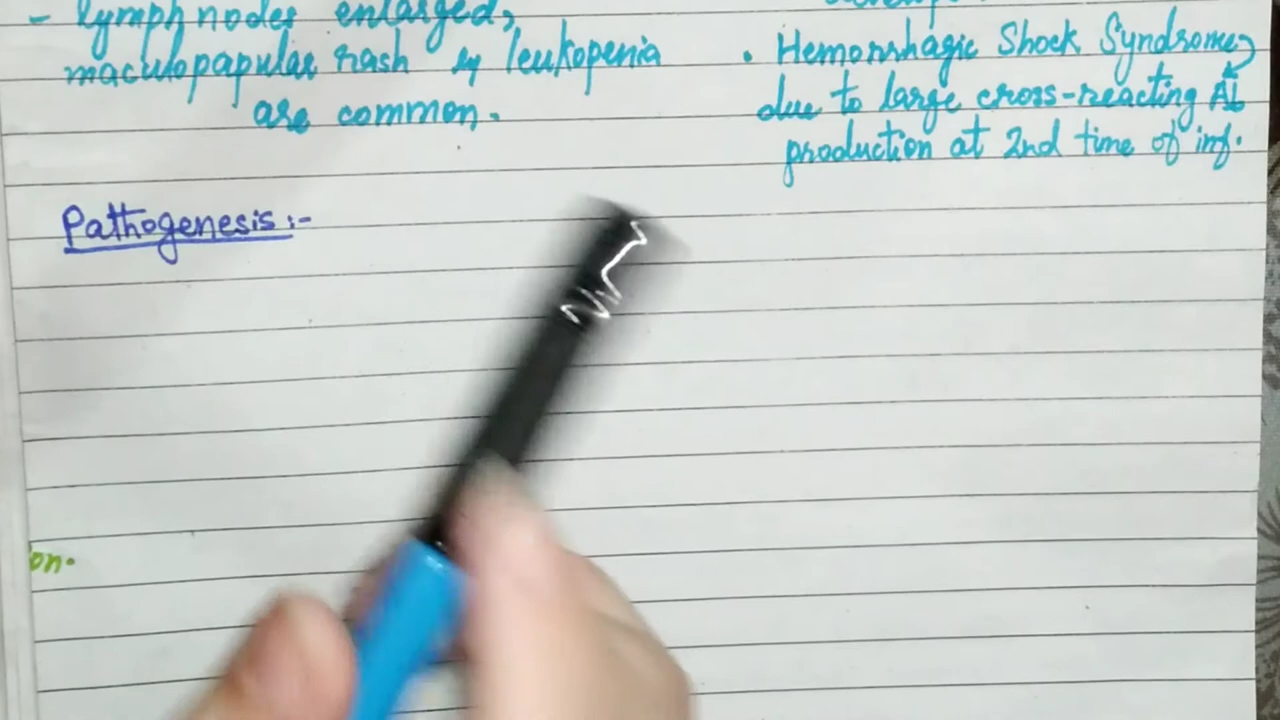 - Lymph nodes enlarged,
maculopapular rash & leukopenia
are common.
. Hemorrhagic Shock Syndrome,
due to large cross-reacting Ab
production at 2nd time of inf.
Pathogenesis:-
on.